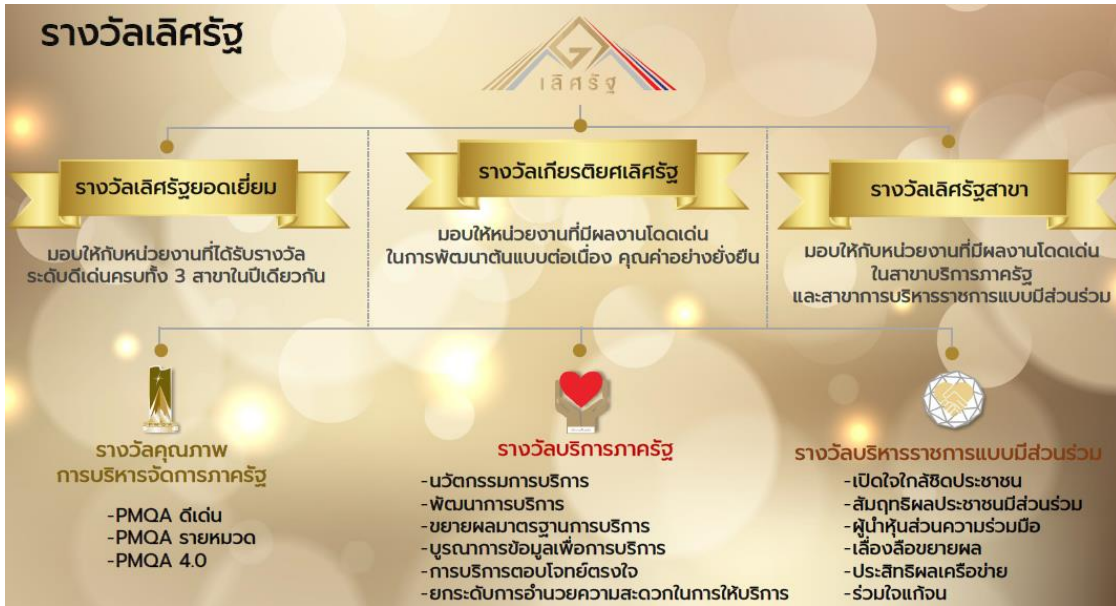 รางวัลเลิศรัฐ
เลิศรัฐ
รางวัลเลิศรัฐยอดเยี่ยม
มอบให้กับหน่วยงานที่ได้รับรางวัล
ระดับดีเด่นครบทั้ง 3 สาขาในปีเดียวกัน
รางวัลเกียรติยศเลิศรัฐ
มอบให้หน่วยงานที่มีผลงานโดดเด่น
ในการพัฒนาต้นแบบต่อเนื่อง คุณค่าอย่างยั่งยืน
รางวัลเลิศรัฐสาขา
มอบให้กับหน่วยงานที่มีผลงานโดดเด่น
ในสาขาบริการภาครัฐ
และสาขาการบริหารราชการแบบมีส่วนร่วม
รางวัลคุณภาพ
การบริหารจัดการภาครัฐ
-PMQA ดีเด่น
-PMQA รายหมวด
-PMQA 4.0
รางวัลบริการภาครัฐ
-นวัตกรรมการบริการ
-พัฒนาการบริการ
-ขยายผลมาตรฐานการบริการ
-บูรณาการข้อมูลเพื่อการบริการ
-การบริการตอบโจทย์ตรงใจ
-ยกระดับการอำนวยความสะดวกในการให้บริการ
รางวัลบริหารราชการแบบมีส่วนร่วม
-เปิดใจใกล้ชิดประชาชน
-สัมฤทธิผลประชาชนมีส่วนร่วม
-ผู้นำหุ้นส่วนความร่วมมือ
-เลื่องลือขยายผล
-ประสิทธิผลเครือข่าย
-ร่วมใจแก้จน